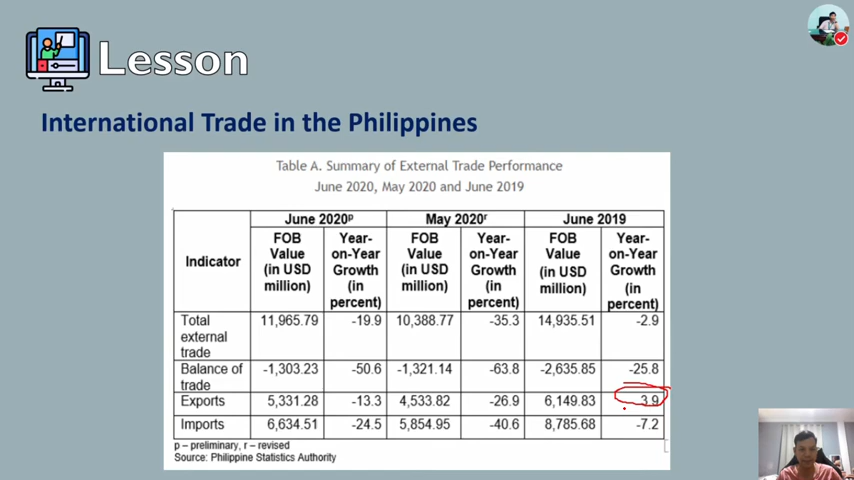 Lesson
International Trade in the Philippines
Table A. Summary of External Trade Performance
June 2020, May 2020 and June 2019
Indicator June 2020p May 2020r June 2019
FOB Value (in USD million) Year-on-Year Growth (in percent) FOB Value (in USD million) Year-on-Year Growth (in percent) FOB Value (in USD million) Year-on-Year Growth (in percent)
Total external trade 11,965.79 -19.9 10,388.77 -35.3 14,935.51 -2.9
Balance of trade -1,303.23 -50.6 -1,321.14 -63.8 -2,635.85 -25.8
Exports 5,331.28 -13.3 4,533.82 -26.9 6,149.83 3.9
Imports 6,634.51 -24.5 5,854.95 -40.6 8,785.68 -7.2
p – preliminary, r – revised
Source: Philippine Statistics Authority